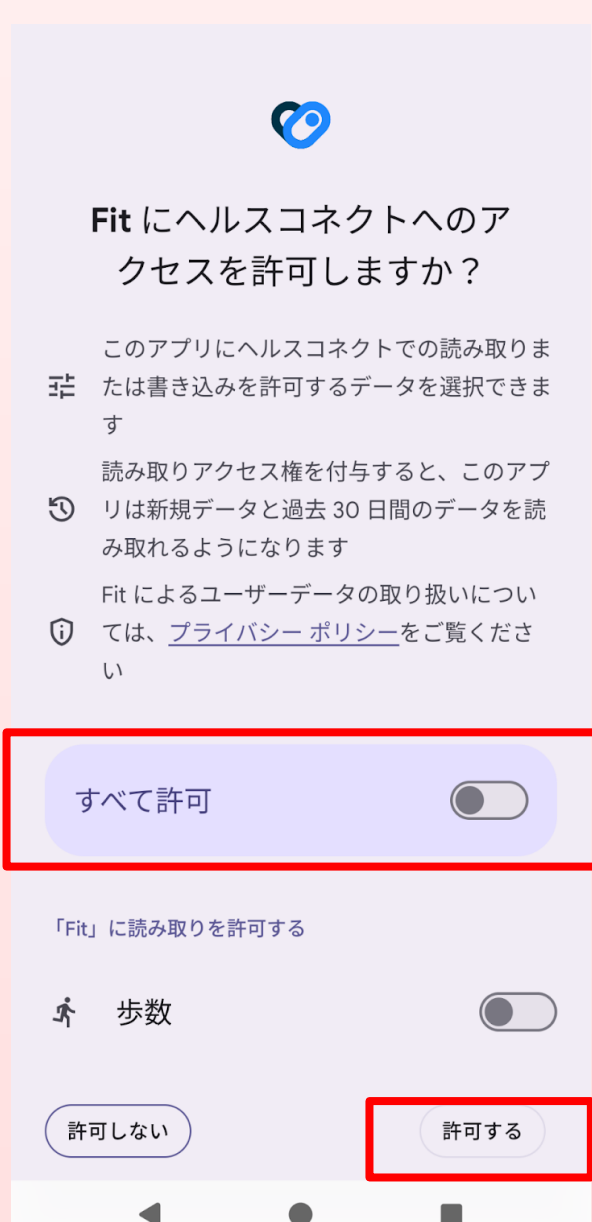 Fit にヘルスコネクトへのア
クセスを許可しますか？
このアプリにヘルスコネクトでの読み取りま
たは書き込みを許可するデータを選択できま
す
読み取りアクセス権を付与すると、このアプ
リは新規データと過去 30 日間のデータを読
み取れるようになります
Fit によるユーザーデータの取り扱いについ
ては、プライバシー ポリシーをご覧くださ
い
すべて許可
「Fit」に読み取りを許可する
歩数
許可しない
許可する